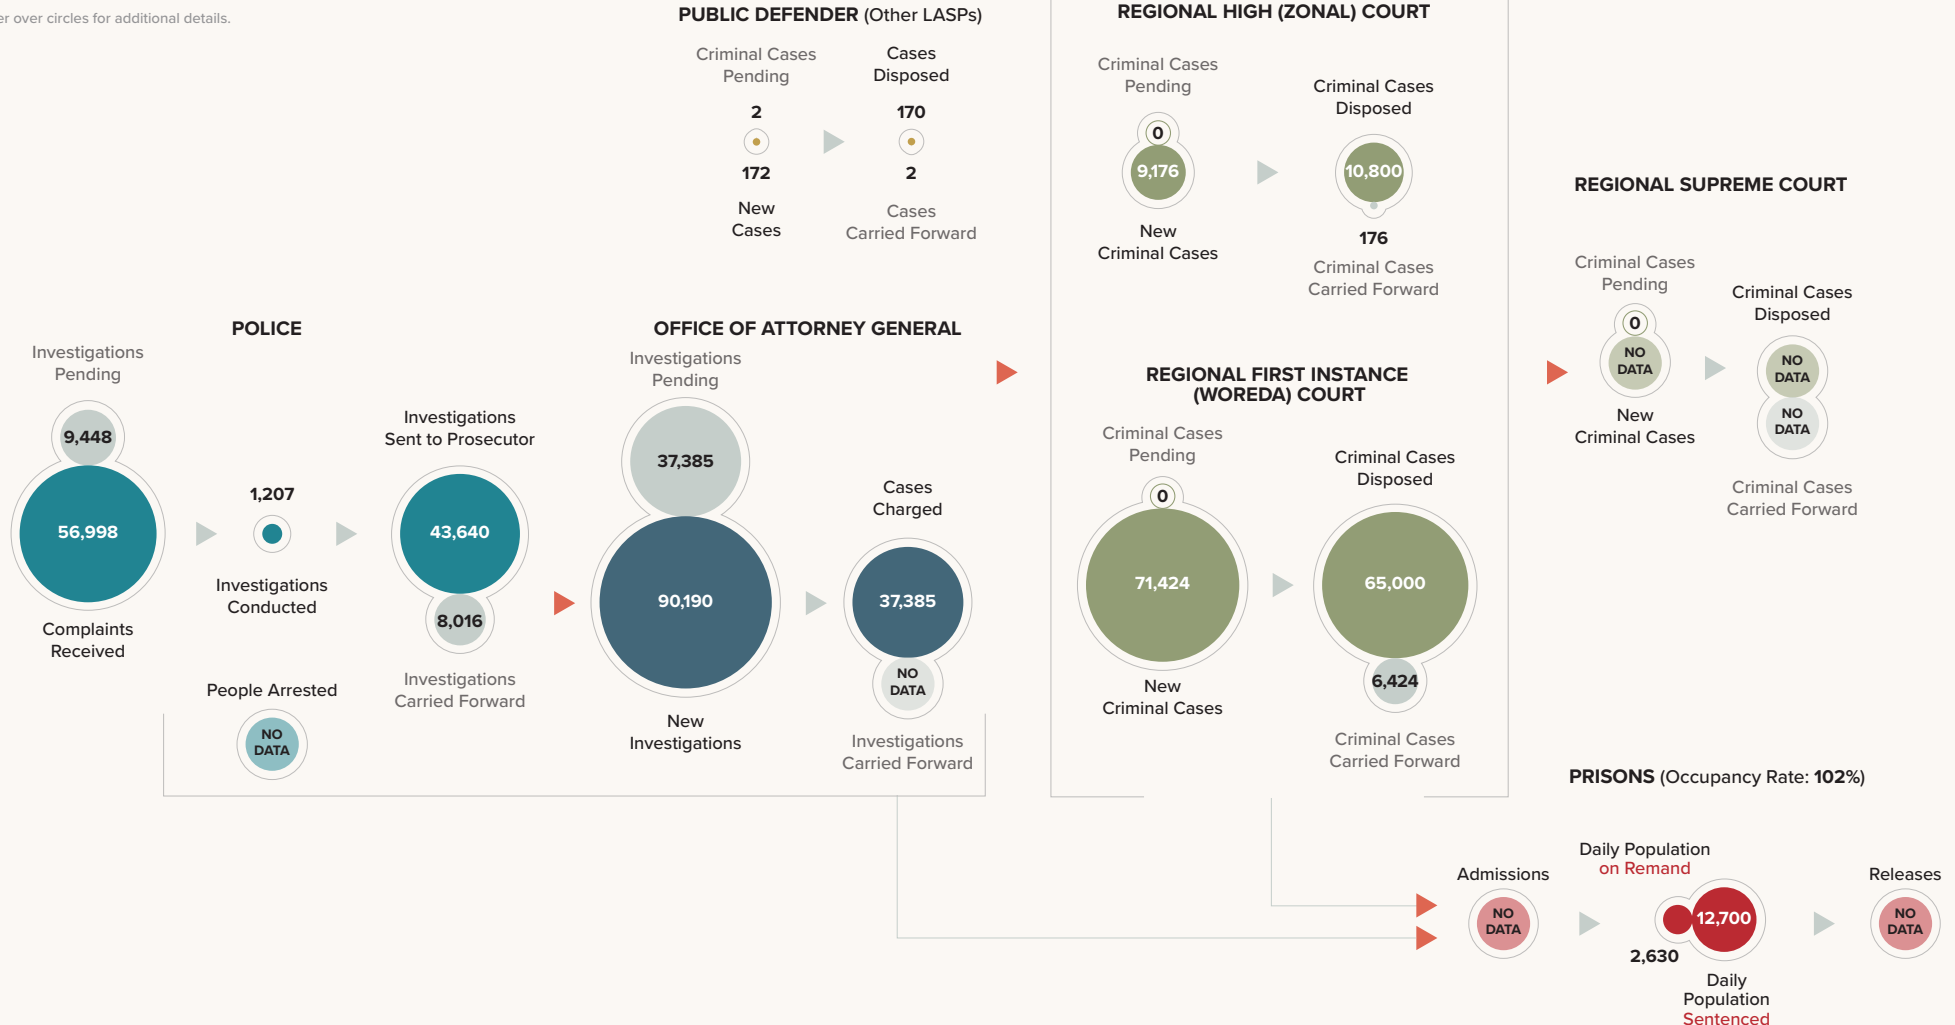 er over circles for additional details.
PUBLIC DEFENDER (Other LASPs)
Criminal Cases
Pending
2
172
New
Cases
Cases
Disposed
170
2
Cases
Carried Forward
REGIONAL HIGH (ZONAL) COURT
Criminal Cases
Pending
0
9,176
New
Criminal Cases
Criminal Cases
Disposed
10,800
176
Criminal Cases
Carried Forward
REGIONAL SUPREME COURT
Criminal Cases
Pending
0
NO
DATA
New
Criminal Cases
Criminal Cases
Disposed
NO
DATA
NO
DATA
Criminal Cases
Carried Forward
POLICE
Investigations
Pending
9,448
56,998
Complaints
Received
1,207
Investigations
Conducted
People Arrested
NO
DATA
Investigations
Sent to Prosecutor
43,640
8,016
Investigations
Carried Forward
OFFICE OF ATTORNEY GENERAL
Investigations
Pending
37,385
90,190
New
Investigations
Cases
Charged
37,385
NO
DATA
Investigations
Carried Forward
REGIONAL FIRST INSTANCE
(WOREDA) COURT
Criminal Cases
Pending
0
71,424
New
Criminal Cases
Criminal Cases
Disposed
65,000
6,424
Criminal Cases
Carried Forward
PRISONS (Occupancy Rate: 102%)
Admissions
NO
DATA
Daily Population
on Remand
12,700
2,630
Daily
Population
Sentenced
Releases
NO
DATA